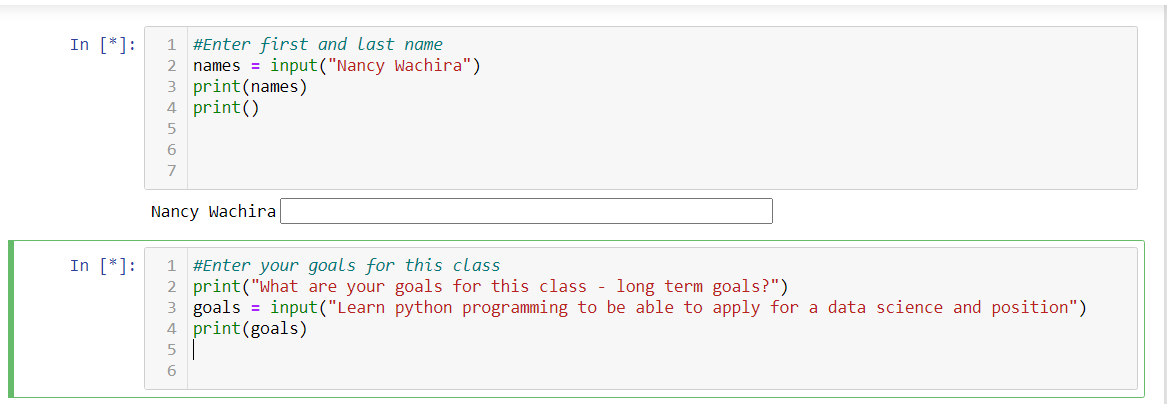 In [*]:
1 #Enter first and last name
2 names = input("Nancy Wachira")
3 print(names)
4 print()
5
6
7
Nancy Wachira
In [*]:
1 #Enter your goals for this class
2 print("What are your goals for this class - long term goals?")
3 goals = input("Learn python programming to be able to apply for a data science and position")
4 print(goals)
5
6